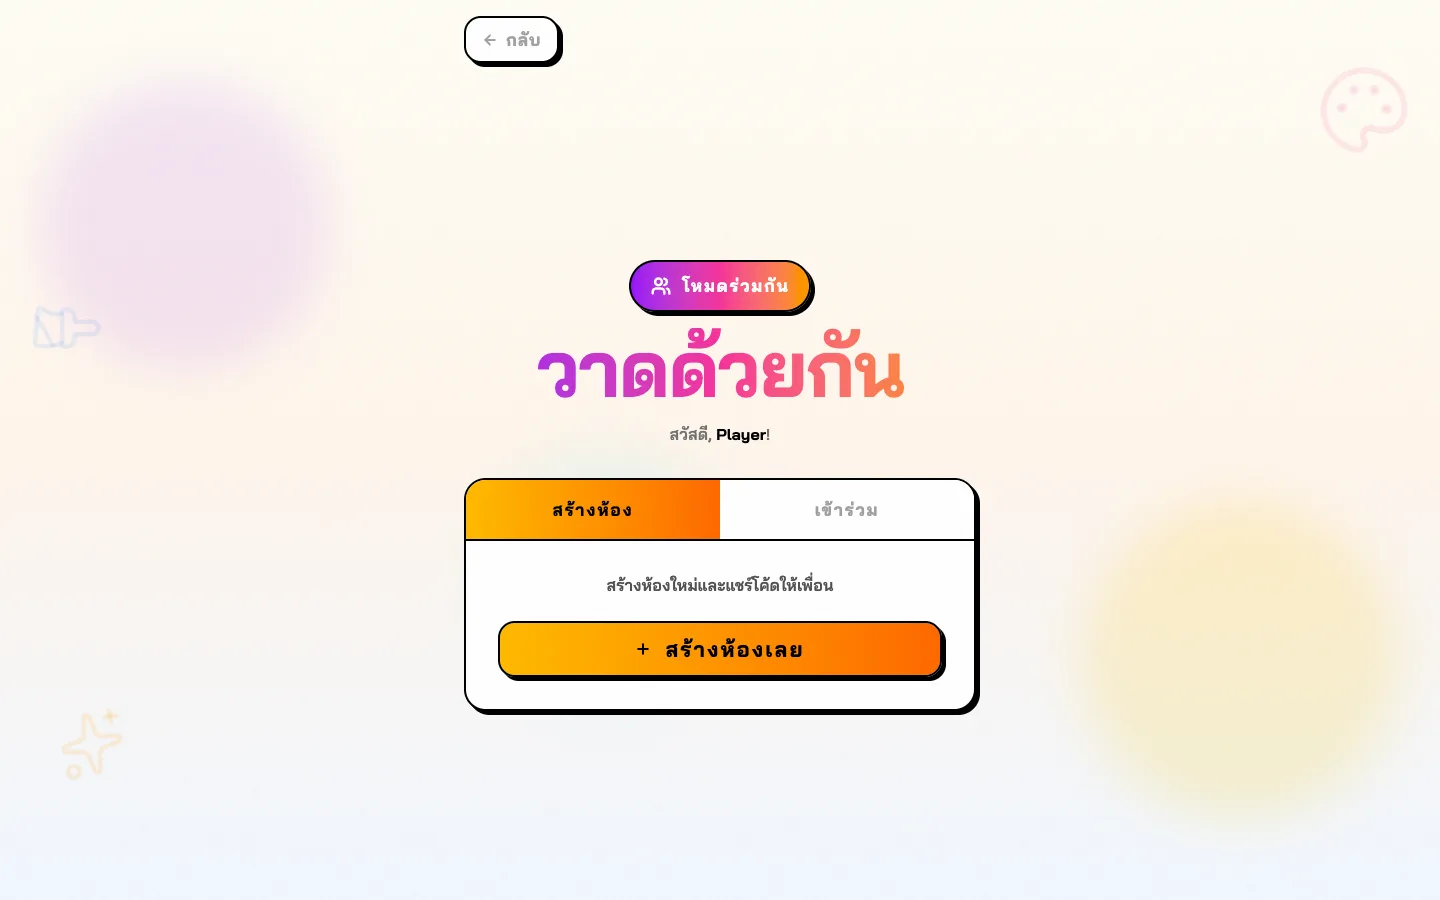 กลับ
โหมดร่วมกัน
วาดด้วยกัน
สวัสดี, Player!
สร้างห้อง
เข้าร่วม
สร้างห้องใหม่และแชร์โค้ดให้เพื่อน
+ สร้างห้องเลย